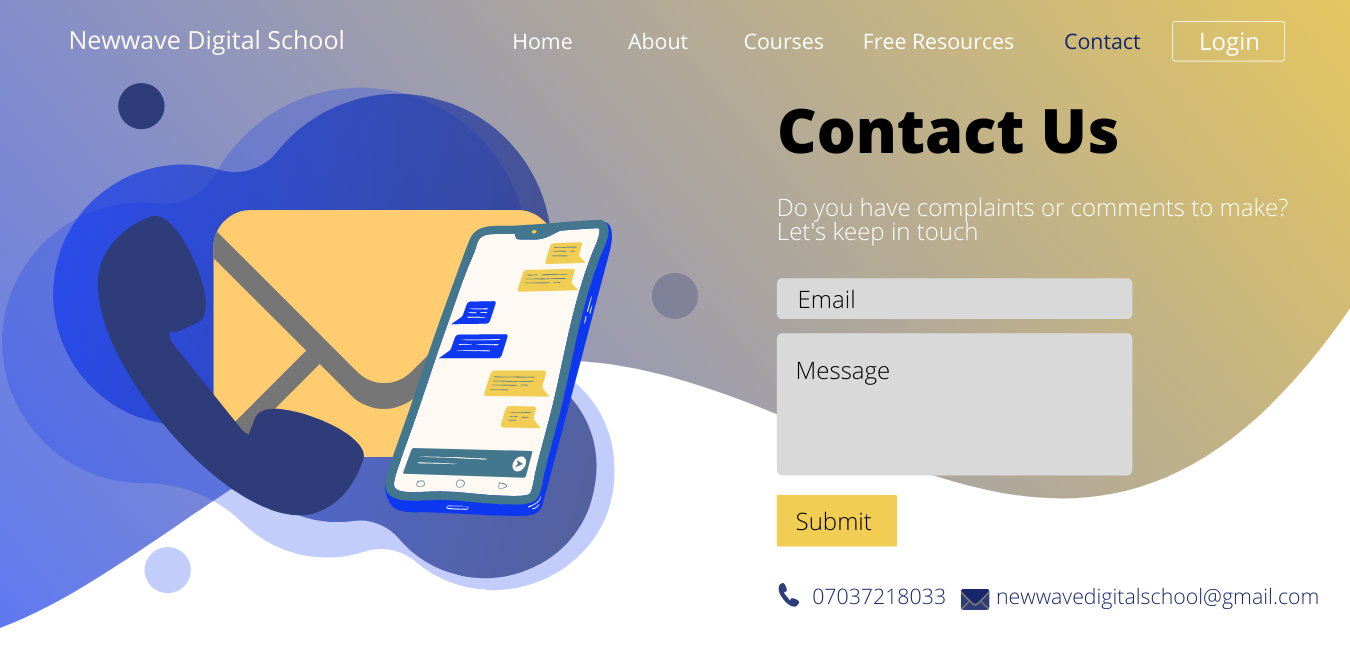 Newwave Digital School
Home
About
Courses
Free Resources
Contact
Login
Contact Us
Do you have complaints or comments to make?
Let's keep in touch
Email
Message
Submit
07037218033
newwavedigitalschool@gmail.com